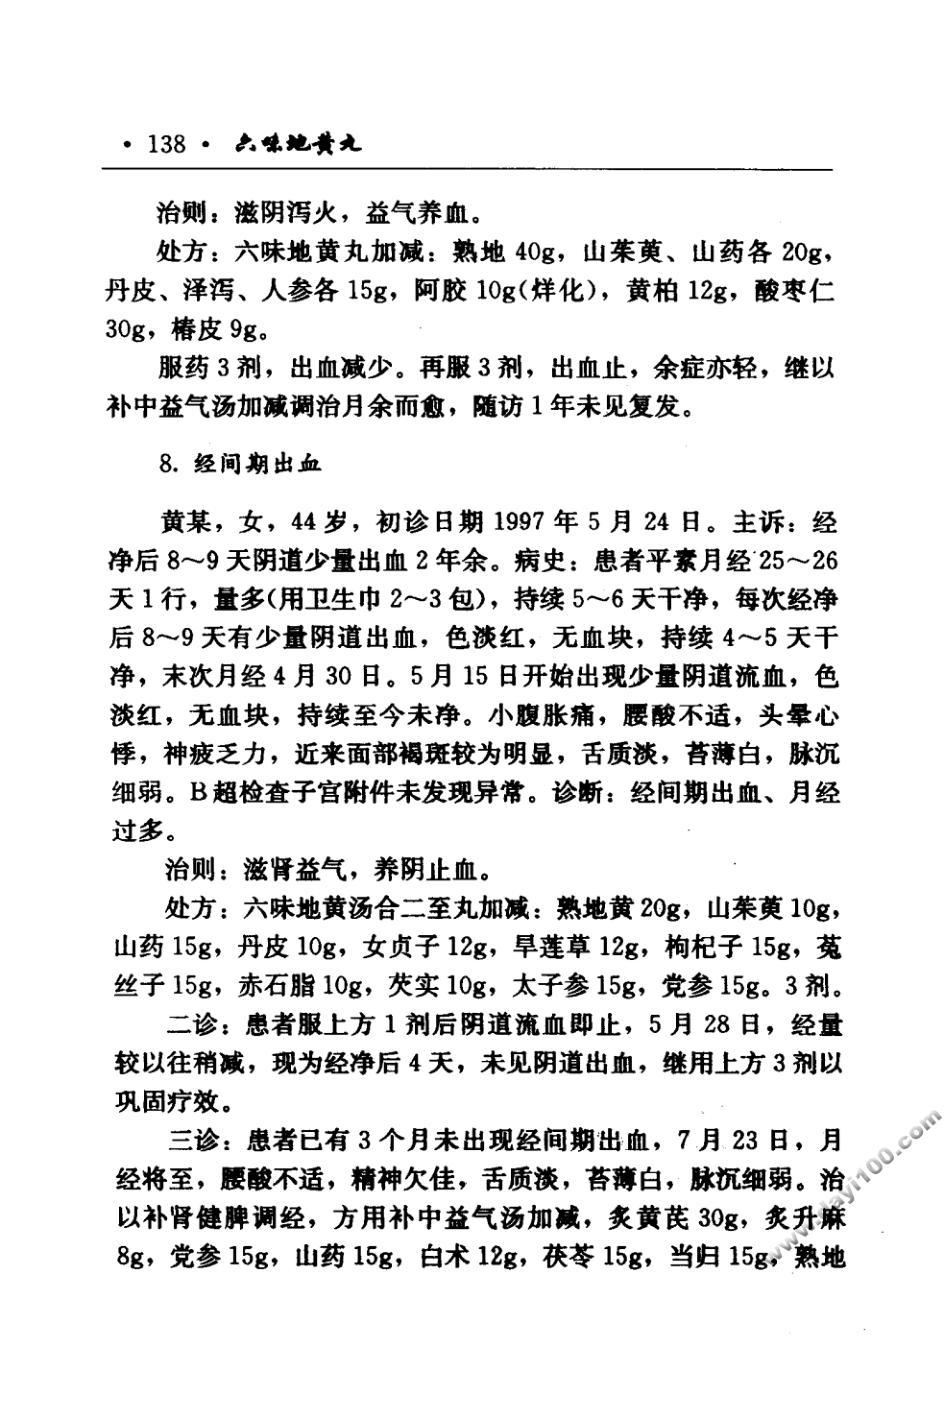 · 138 · 六味地黄丸
治则：滋阴泻火，益气养血。
处方：六味地黄丸加减：熟地 40g，山茱萸、山药各 20g，
丹皮、泽泻、人参各 15g，阿胶 10g(烊化)，黄柏 12g，酸枣仁
30g，椿皮 9g。
服药 3 剂，出血减少。再服 3 剂，出血止，余症亦轻，继以
补中益气汤加减调治月余而愈，随访 1 年未见复发。
8. 经间期出血
黄某，女，44 岁，初诊日期 1997 年 5 月 24 日。主诉：经
净后 8～9 天阴道少量出血 2 年余。病史：患者平素月经 25～26
天 1 行，量多(用卫生巾 2～3 包)，持续 5～6 天干净，每次经净
后 8～9 天有少量阴道出血，色淡红，无血块，持续 4～5 天干
净，末次月经 4 月 30 日。5 月 15 日开始出现少量阴道流血，色
淡红，无血块，持续至今未净。小腹胀痛，腰酸不适，头晕心
悸，神疲乏力，近来面部褐斑较为明显，舌质淡，苔薄白，脉沉
细弱。B 超检查子宫附件未发现异常。诊断：经间期出血、月经
过多。
治则：滋肾益气，养阴止血。
处方：六味地黄汤合二至丸加减：熟地黄 20g，山茱萸 10g，
山药 15g，丹皮 10g，女贞子 12g，旱莲草 12g，枸杞子 15g，菟
丝子 15g，赤石脂 10g，芡实 10g，太子参 15g，党参 15g。3 剂。
二诊：患者服上方 1 剂后阴道流血即止，5 月 28 日，经量
较以往稍减，现为经净后 4 天，未见阴道出血，继用上方 3 剂以
巩固疗效。
三诊：患者已有 3 个月未出现经间期出血，7 月 23 日，月
经将至，腰酸不适，精神欠佳，舌质淡，苔薄白，脉沉细弱。治
以补肾健脾调经，方用补中益气汤加减，炙黄芪 30g，炙升麻
8g，党参 15g，山药 15g，白术 12g，茯苓 15g，当归 15g，熟地